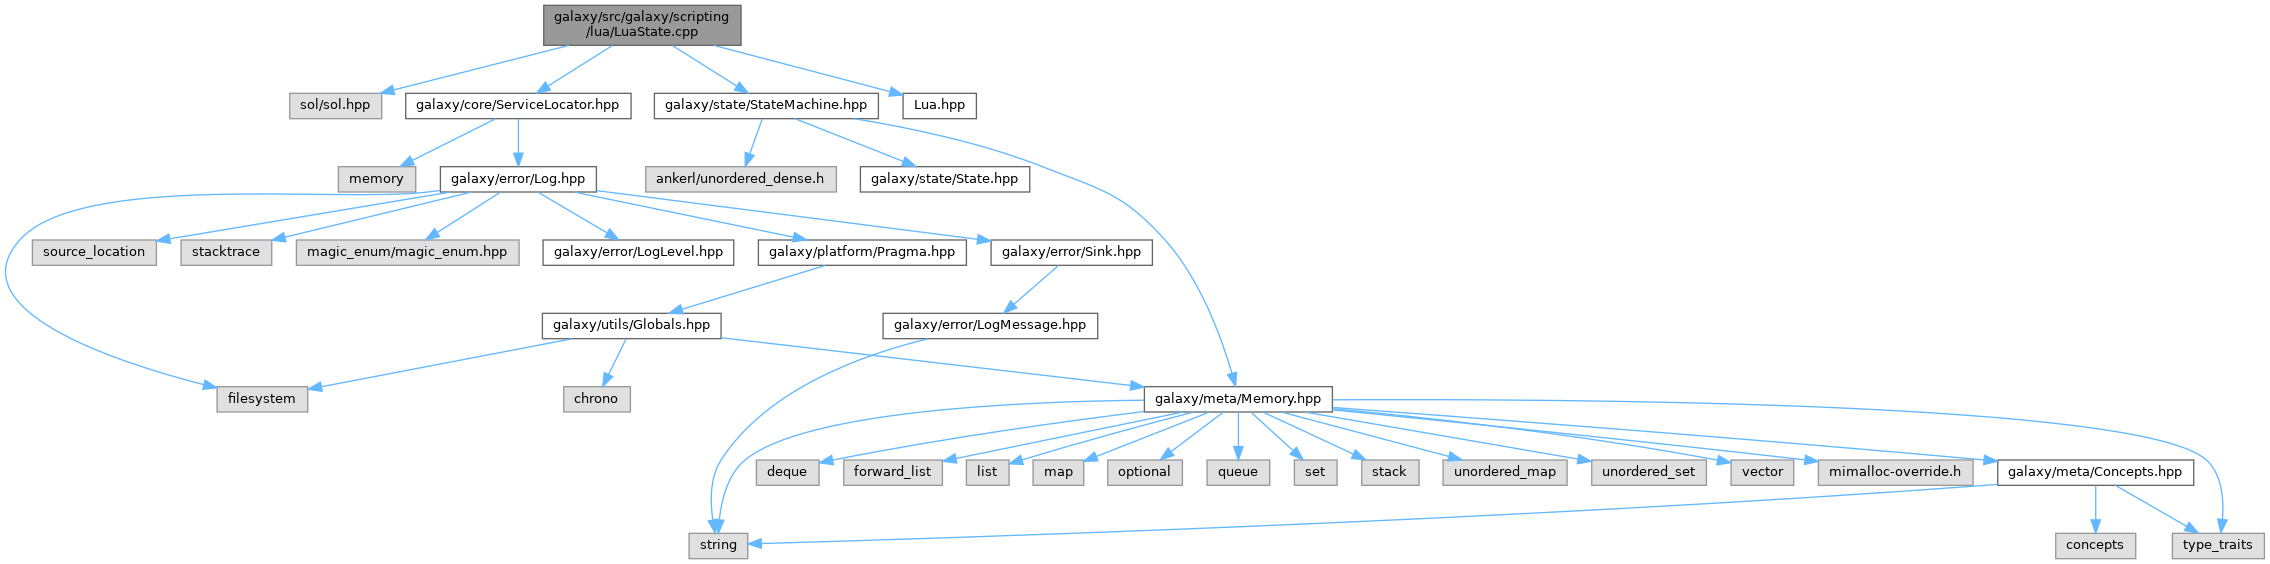 galaxy/src/galaxy/scripting
/lua/LuaState.cpp
sol/sol.hpp
galaxy/core/ServiceLocator.hpp
galaxy/state/StateMachine.hpp
Lua.hpp
memory
galaxy/error/Log.hpp
ankerl/unordered_dense.h
galaxy/state/State.hpp
source_location
stacktrace
magic_enum/magic_enum.hpp
galaxy/error/LogLevel.hpp
galaxy/platform/Pragma.hpp
galaxy/error/Sink.hpp
galaxy/utils/Globals.hpp
galaxy/error/LogMessage.hpp
filesystem
chrono
galaxy/meta/Memory.hpp
deque
forward_list
list
map
optional
queue
set
stack
unordered_map
unordered_set
vector
mimalloc-override.h
galaxy/meta/Concepts.hpp
string
concepts
type_traits